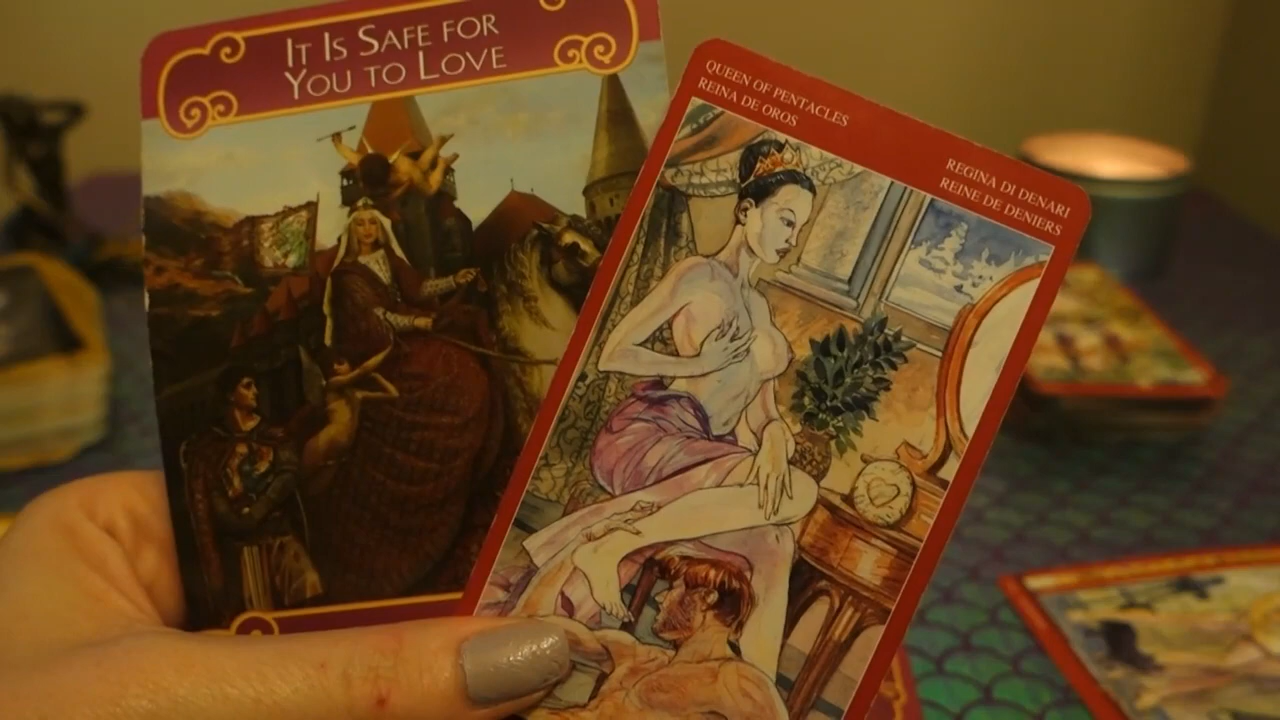 It Is Safe for
You to Love
QUEEN OF PENTACLES
REINA DE OROS
REGINA DI DENARI
REINE DE DENIERS